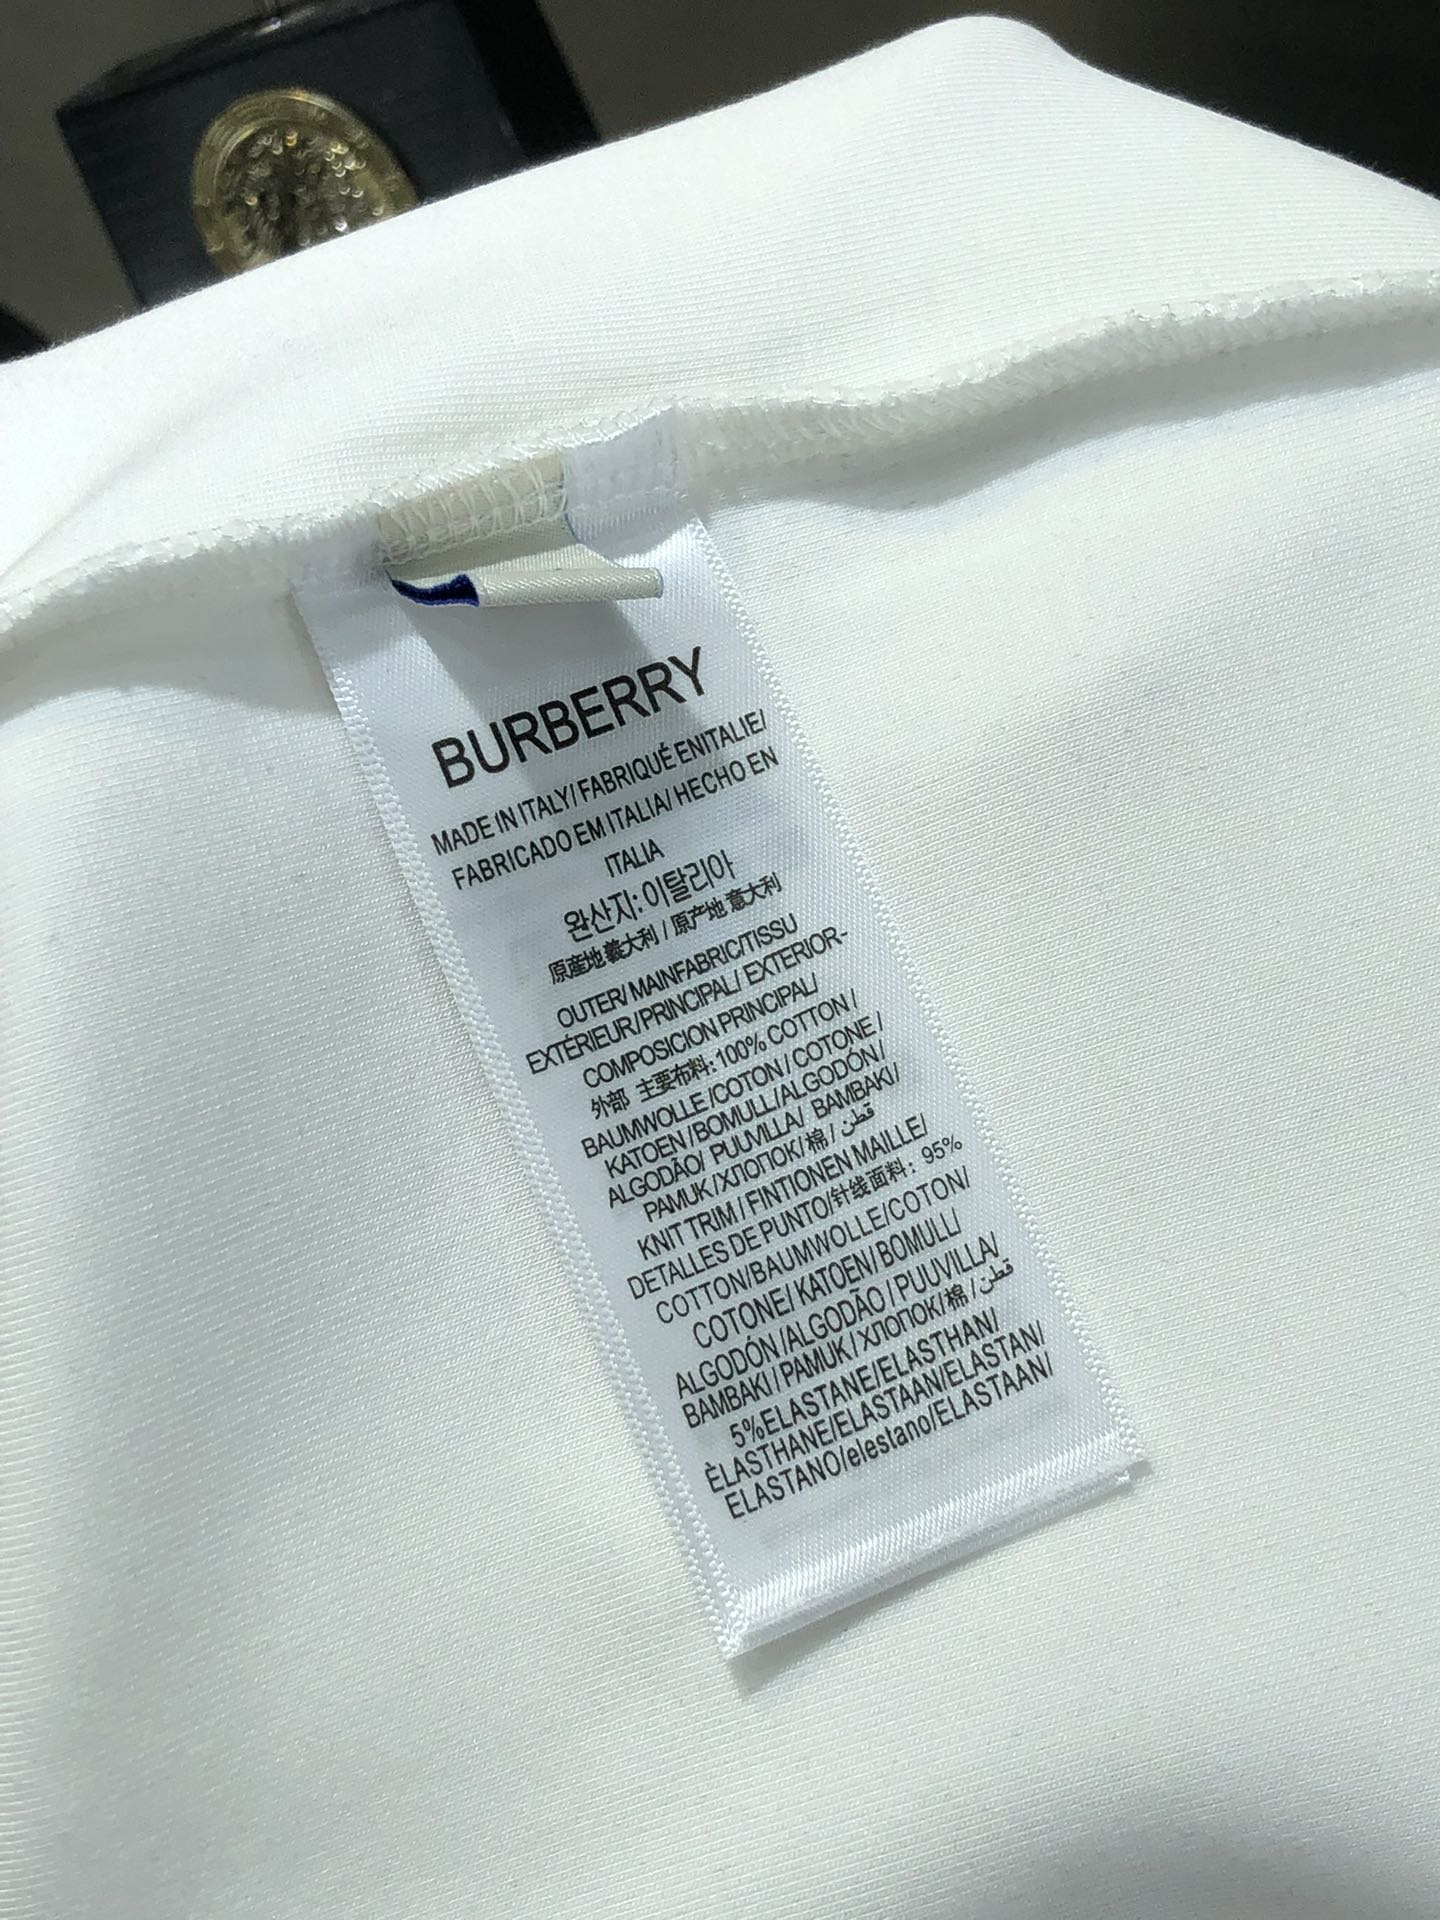 BURBERRY
MADE IN ITALY/ FABRIQUÉ ENITALIE/
FABRICADO EM ITALIA/ HECHO EN
ITALIA
완산지:이탈리아
原産地義大利 / 原产地 意大利
OUTER/ MAINFABRIC/TISSU
EXTÉRIEUR/PRINCIPAL/ EXTERIOR-
COMPOSICION PRINCIPAL/
外部 主要布料:100% COTTON /
BAUMWOLLE /COTON / COTONE /
KATOEN /BOMULL/ALGODÓN/
ALGODÃO/ PUUVILLA/ BAMBAKI/
PAMUK /ХЛОПОК/ 棉 / قطن
KNIT TRIM / FINTIONEN MAILLE/
DETALLES DE PUNTO/针线面料: 95%
COTTON/BAUMWOLLE/COTON/
COTONE/ KATOEN/ BOMULL/
ALGODÓN /ALGODÃO / PUUVILLA/
BAMBAKI / PAMUK / ХЛОПОК/ 棉 / قطن
5%ELASTANE/ELASTHAN/
ÈLASTHANE/ELASTAAN/ELASTAN/
ELASTANO/elestano/ELASTAAN/